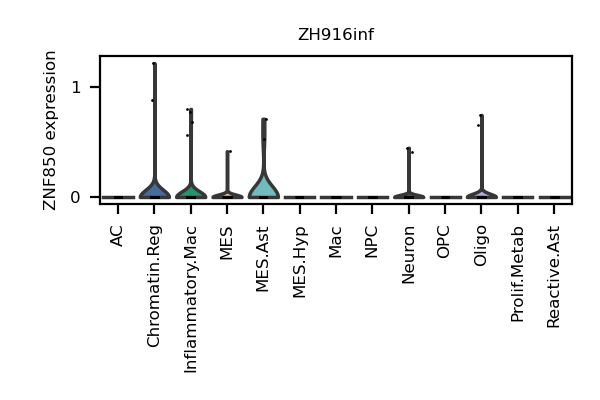 ZH916inf
ZNF850 expression
1
0
AC
Chromatin.Reg
Inflammatory.Mac
MES
MES.Ast
MES.Hyp
Mac
NPC
Neuron
OPC
Oligo
Prolif.Metab
Reactive.Ast